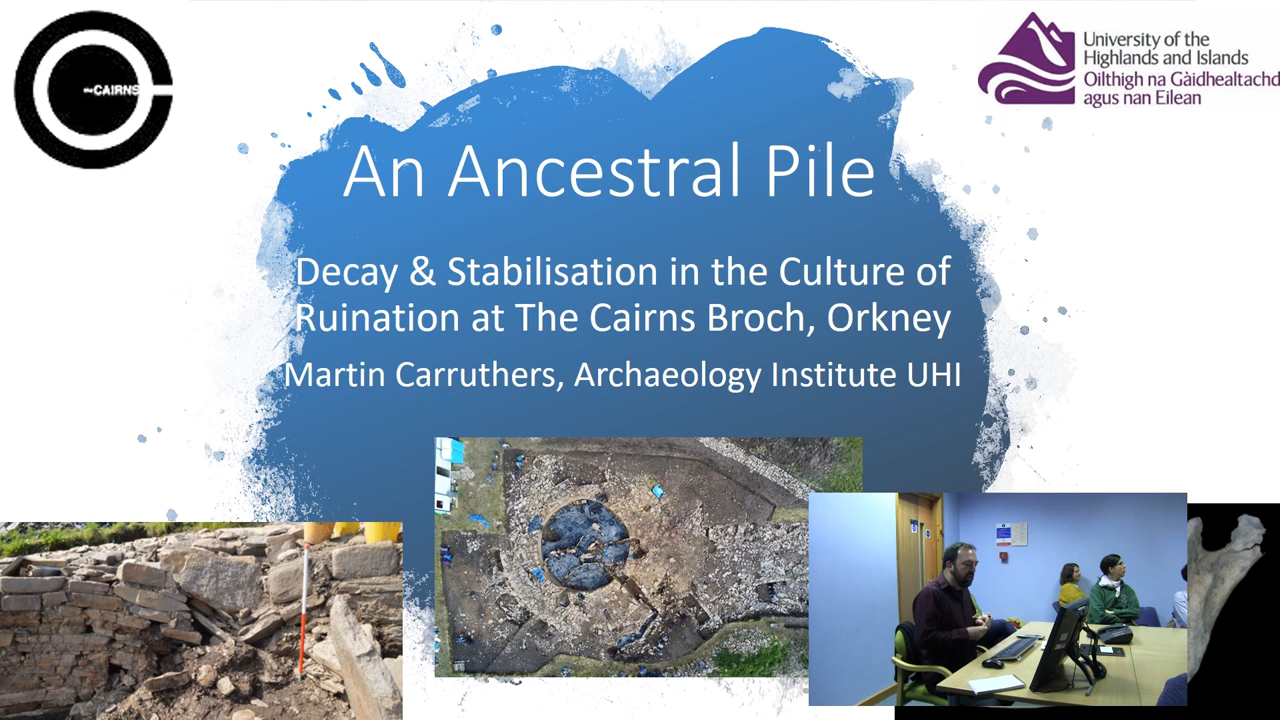 ~CAIRNS
University of the
Highlands and Islands
Oilthigh na Gàidhealtachd
agus nan Eilean
An Ancestral Pile
Decay & Stabilisation in the Culture of
Ruination at The Cairns Broch, Orkney
Martin Carruthers, Archaeology Institute UHI